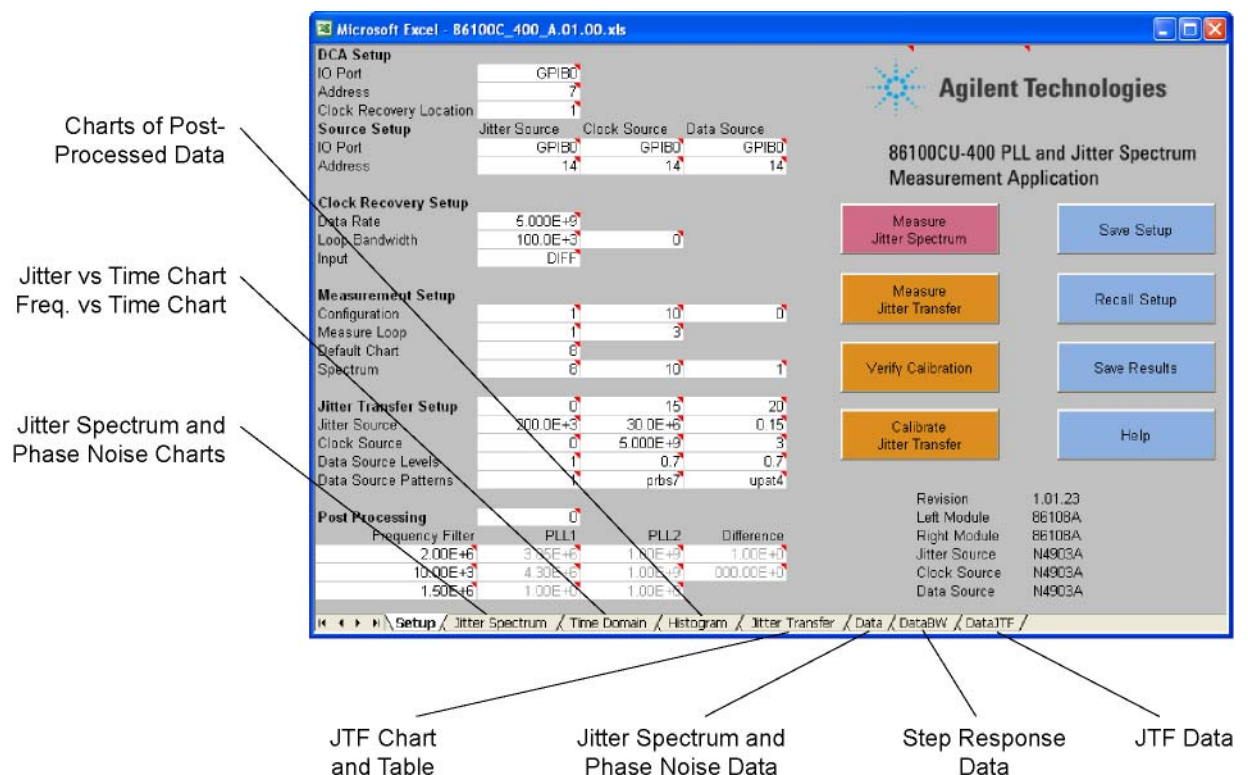 Microsoft Excel - 86100C_400_A.01.00.xls
DCA Setup
IO Port GPIB0
Address 7
Clock Recovery Location 1
Source Setup Jitter Source Clock Source Data Source
IO Port GPIB0 GPIB0 GPIB0
Address 14 14 14
Clock Recovery Setup
Data Rate 5.000E+9
Loop Bandwidth 100.0E+3 0
Input DIFF
Measurement Setup
Configuration 1 10 0
Measure Loop 1 3
Default Chart 8
Spectrum 8 10 1
Jitter Transfer Setup 0 15 20
Jitter Source 200.0E+3 30.0E+6 0.15
Clock Source 0 5.000E+9 3
Data Source Levels 1 0.7 0.7
Data Source Patterns 1 prbs7 upat4
Post Processing 0
Frequency Filter PLL1 PLL2 Difference
2.00E+6 1.00E+9 1.00E+0
10.00E+3 4.30E+6 1.00E+9 000.00E+0
1.50E+6 1.00E+0
Agilent Technologies
86100CU-400 PLL and Jitter Spectrum
Measurement Application
Measure
Jitter Spectrum
Save Setup
Measure
Jitter Transfer
Recall Setup
Verify Calibration
Save Results
Calibrate
Jitter Transfer
Help
Revision 1.01.23
Left Module 86108A
Right Module 86108A
Jitter Source N4903A
Clock Source N4903A
Data Source N4903A
Setup Jitter Spectrum Time Domain Histogram Jitter Transfer Data DataBW DataJTF
Charts of Post-
Processed Data
Jitter vs Time Chart
Freq. vs Time Chart
Jitter Spectrum and
Phase Noise Charts
JTF Chart
and Table
Jitter Spectrum and
Phase Noise Data
Step Response
Data
JTF Data